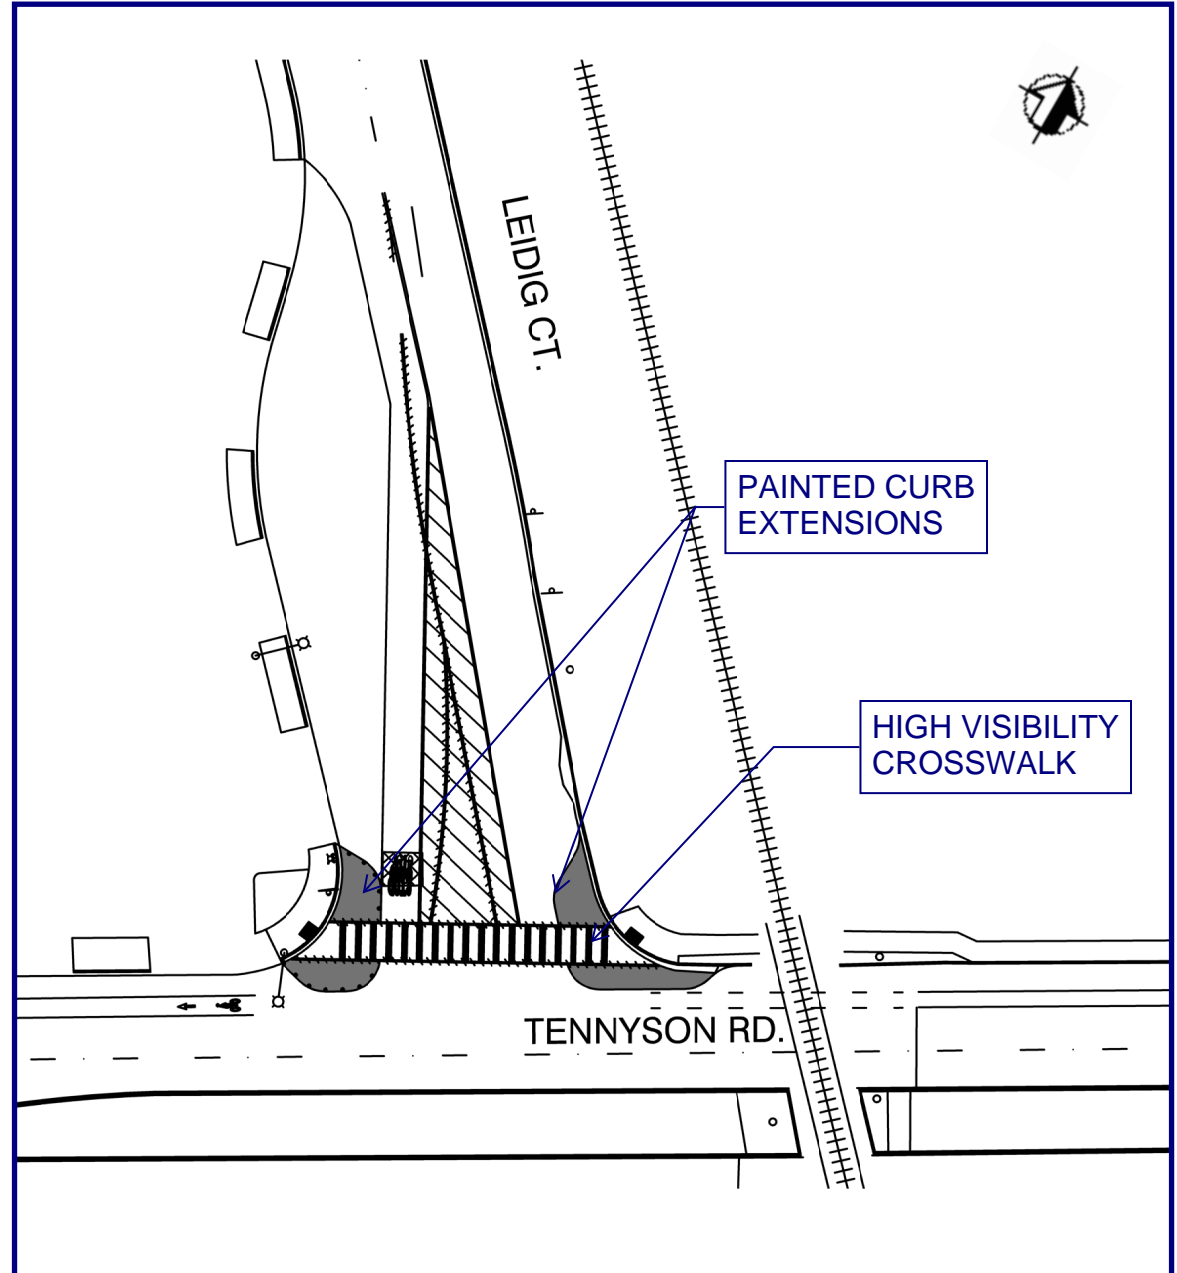 LEIDIG CT.
PAINTED CURB
EXTENSIONS
HIGH VISIBILITY
CROSSWALK
TENNYSON RD.